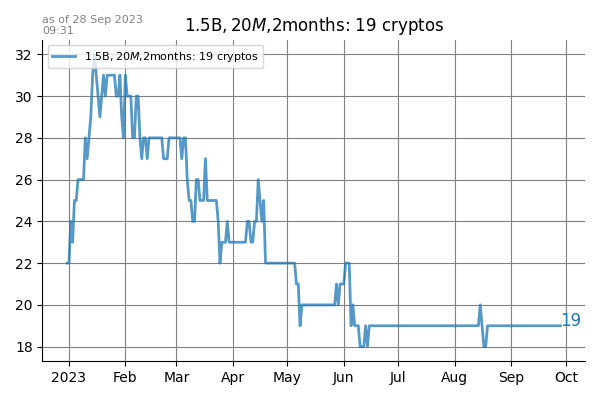 as of 28 Sep 2023
09:31
1.5B, 20M,2months: 19 cryptos
1.5B, 20M,2months: 19 cryptos
32
30
28
26
24
22
20
18
19
2023 Feb Mar Apr May Jun Jul Aug Sep Oct